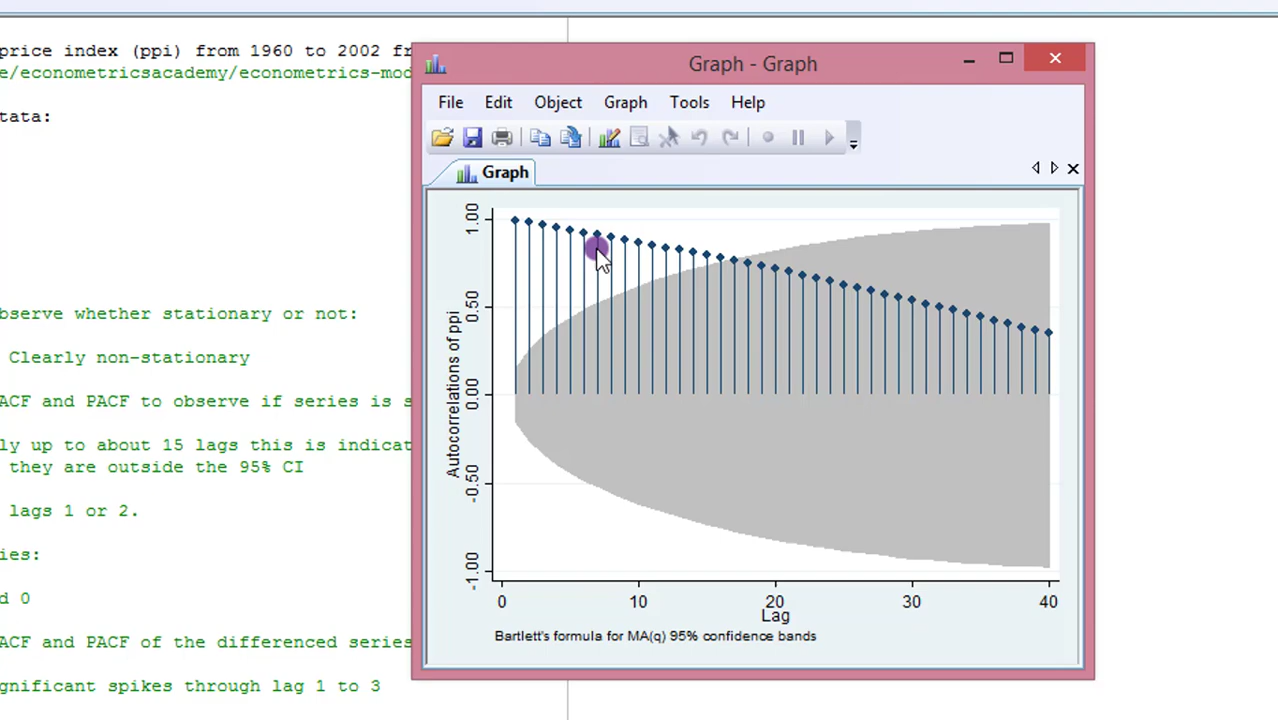 price index (ppi) from 1960 to 2002 fr
e/econometricsacademy/econometrics-mod
tata:
bserve whether stationary or not:
Clearly non-stationary
ACF and PACF to observe if series is s
ly up to about 15 lags this is indicat
they are outside the 95% CI
lags 1 or 2.
ies:
d 0
ACF and PACF of the differenced series
gnificant spikes through lag 1 to 3
Graph - Graph
File Edit Object Graph Tools Help
Graph
Autocorrelations of ppi
1.00
0.50
0.00
-0.50
-1.00
0 10 20 30 40
Lag
Bartlett's formula for MA(q) 95% confidence bands